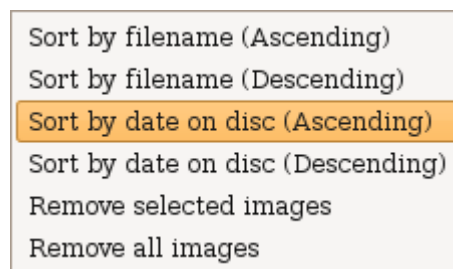 Sort by filename (Ascending)
Sort by filename (Descending)
Sort by date on disc (Ascending)
Sort by date on disc (Descending)
Remove selected images
Remove all images